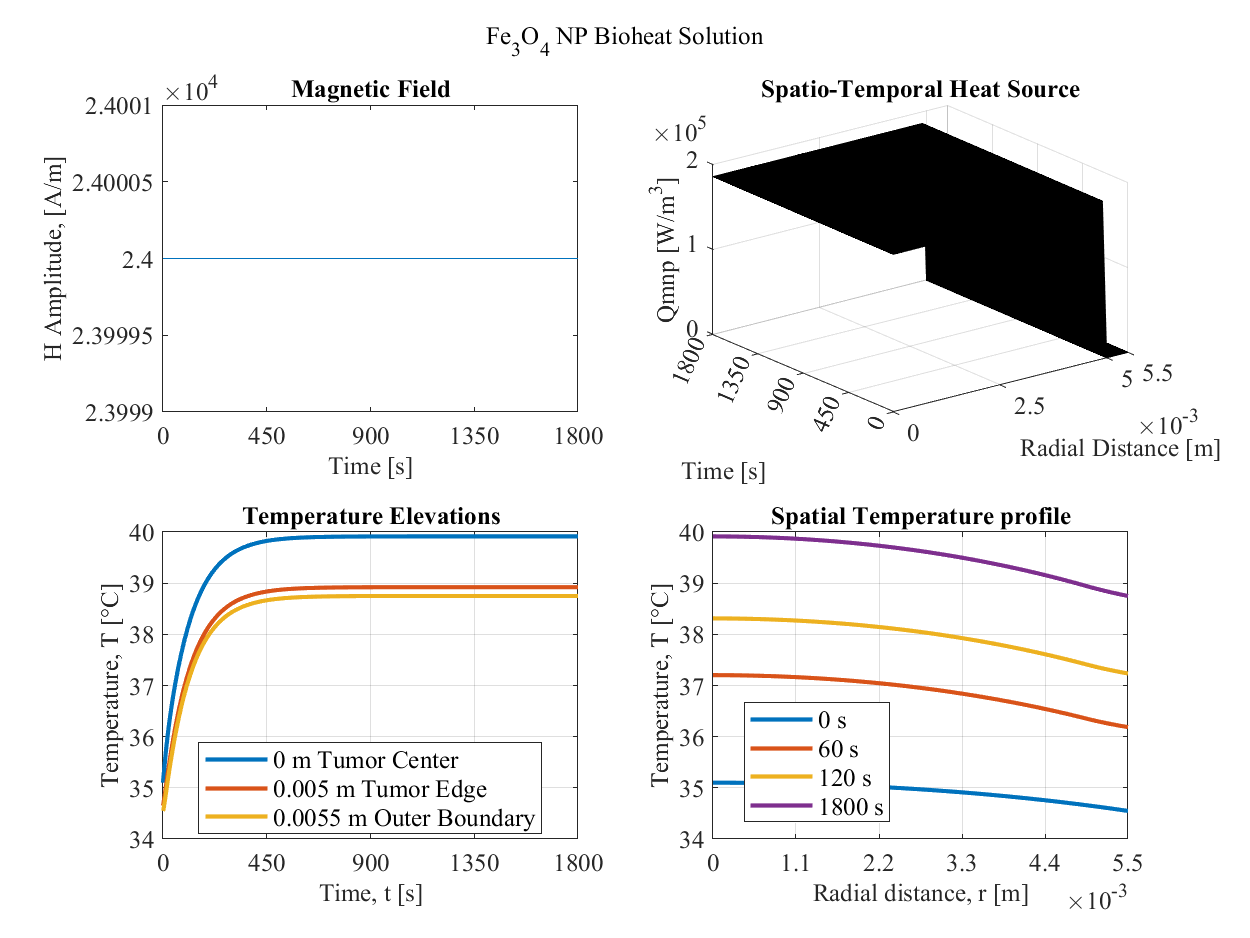 Fe3O4 NP Bioheat Solution
Magnetic Field
×10^4
2.4001
2.40005
2.4
2.39995
2.3999
H Amplitude, [A/m]
0 450 900 1350 1800
Time [s]
Spatio-Temporal Heat Source
×10^5
2
1
0
Qmnp [W/m^3]
1800 1350 900 450 0
Time [s]
0 2.5 5 5.5
×10^-3
Radial Distance [m]
Temperature Elevations
40
39
38
37
36
35
34
Temperature, T [°C]
0 m Tumor Center
0.005 m Tumor Edge
0.0055 m Outer Boundary
0 450 900 1350 1800
Time, t [s]
Spatial Temperature profile
40
39
38
37
36
35
34
Temperature, T [°C]
0 s
60 s
120 s
1800 s
0 1.1 2.2 3.3 4.4 5.5
Radial distance, r [m]
×10^-3